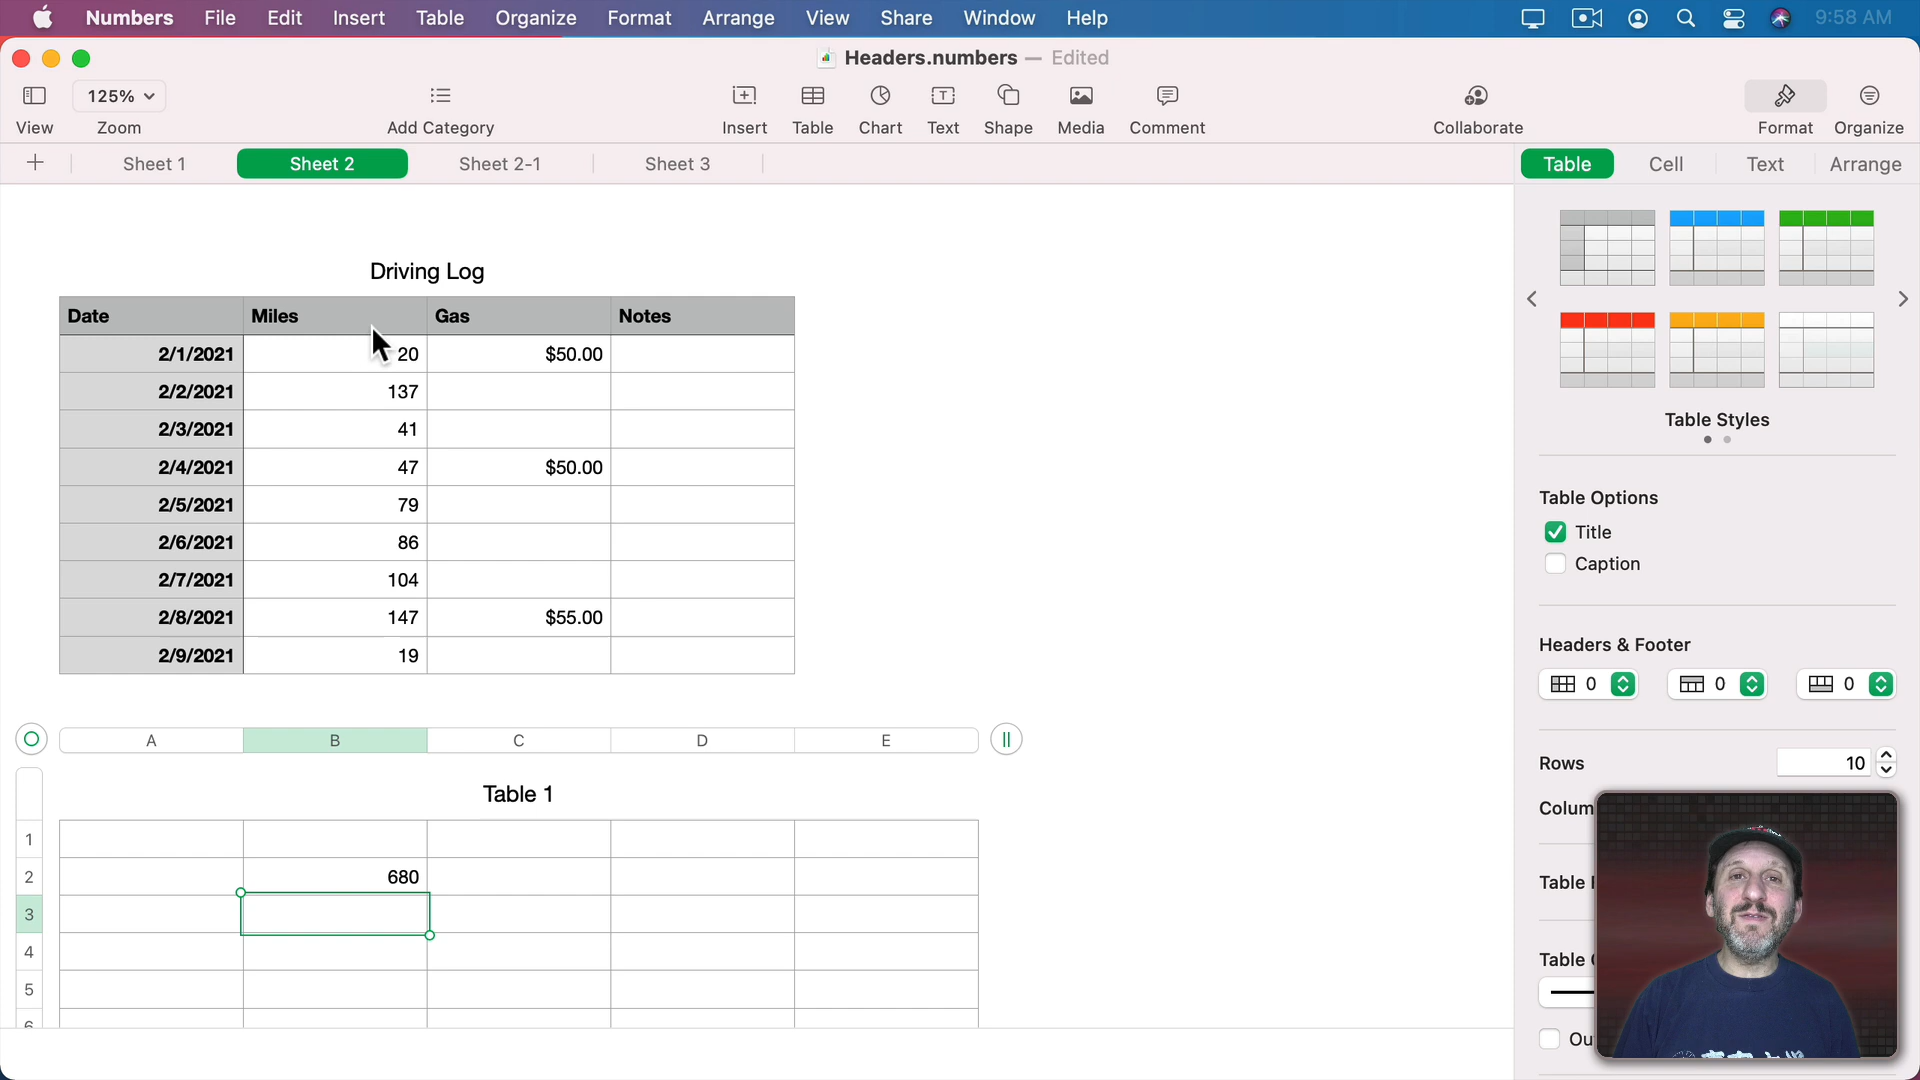 Numbers File Edit Insert Table Organize Format Arrange View Share Window Help 9:58 AM
Headers.numbers — Edited
125%
View Zoom Add Category Insert Table Chart Text Shape Media Comment Collaborate Format Organize
Sheet 1 Sheet 2 Sheet 2-1 Sheet 3 Table Cell Text Arrange
Driving Log
Date Miles Gas Notes
2/1/2021 20 $50.00
2/2/2021 137
2/3/2021 41
2/4/2021 47 $50.00
2/5/2021 79
2/6/2021 86
2/7/2021 104
2/8/2021 147 $55.00
2/9/2021 19
A B C D E
Table 1
1
2 680
3
4
5
6
Table Styles
Table Options
Title
Caption
Headers & Footer
0 0 0
Rows 10
Colum
Table
Table
Ou